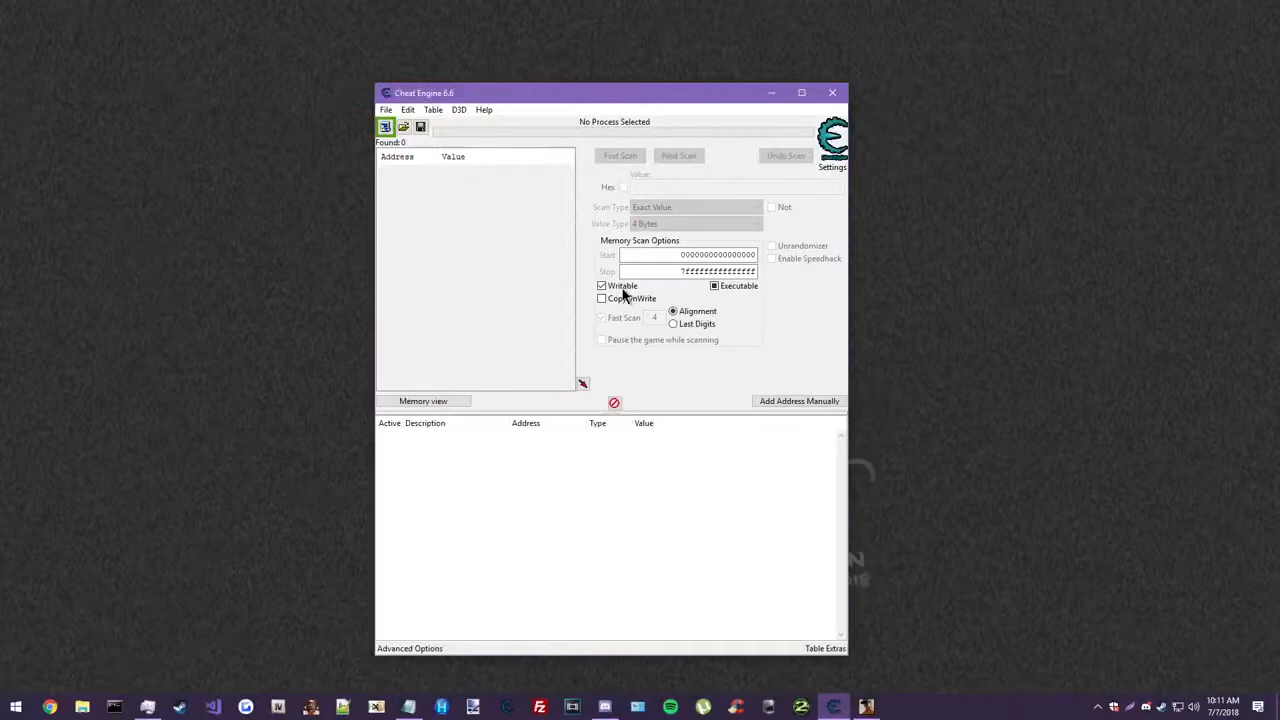 Cheat Engine 6.6
File Edit Table D3D Help
No Process Selected
Found: 0
Address Value
First Scan Next Scan Undo Scan
Settings
Value:
Hex
Scan Type Exact Value Not
Value Type 4 Bytes
Memory Scan Options
Unrandomizer
Start 0000000000000000
Enable Speedhack
Stop 7fffffffffffffff
Writable Executable
CopyOnWrite
Fast Scan 4 Alignment
Last Digits
Pause the game while scanning
Memory view Add Address Manually
Active Description Address Type Value
Advanced Options Table Extras
10:11 AM
7/7/2018